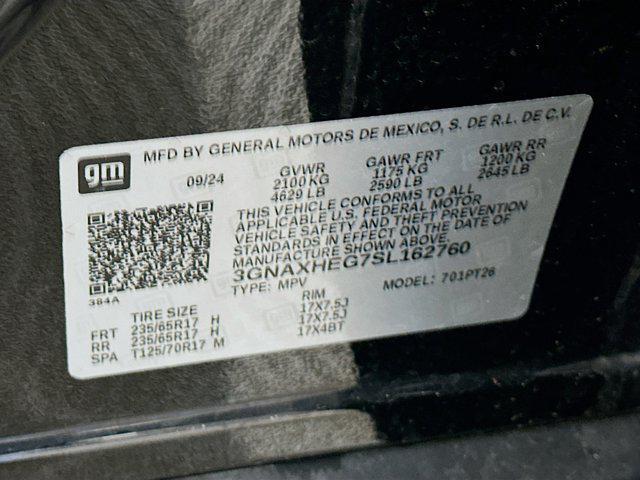 gm
MFD BY GENERAL MOTORS DE MEXICO, S. DE R.L. DE C.V.
09/24 GVWR GAWR FRT GAWR RR
2100 KG 1175 KG 1200 KG
4629 LB 2590 LB 2645 LB
THIS VEHICLE CONFORMS TO ALL
APPLICABLE U.S. FEDERAL MOTOR
VEHICLE SAFETY AND THEFT PREVENTION
STANDARDS IN EFFECT ON THE DATE OF
MANUFACTURE SHOWN ABOVE.
3GNAXHEG7SL162760
TYPE: MPV MODEL: 701PT26
384A
TIRE SIZE RIM
FRT 235/65R17 H 17X7.5J
RR 235/65R17 H 17X7.5J
SPA T125/70R17 M 17X4BT